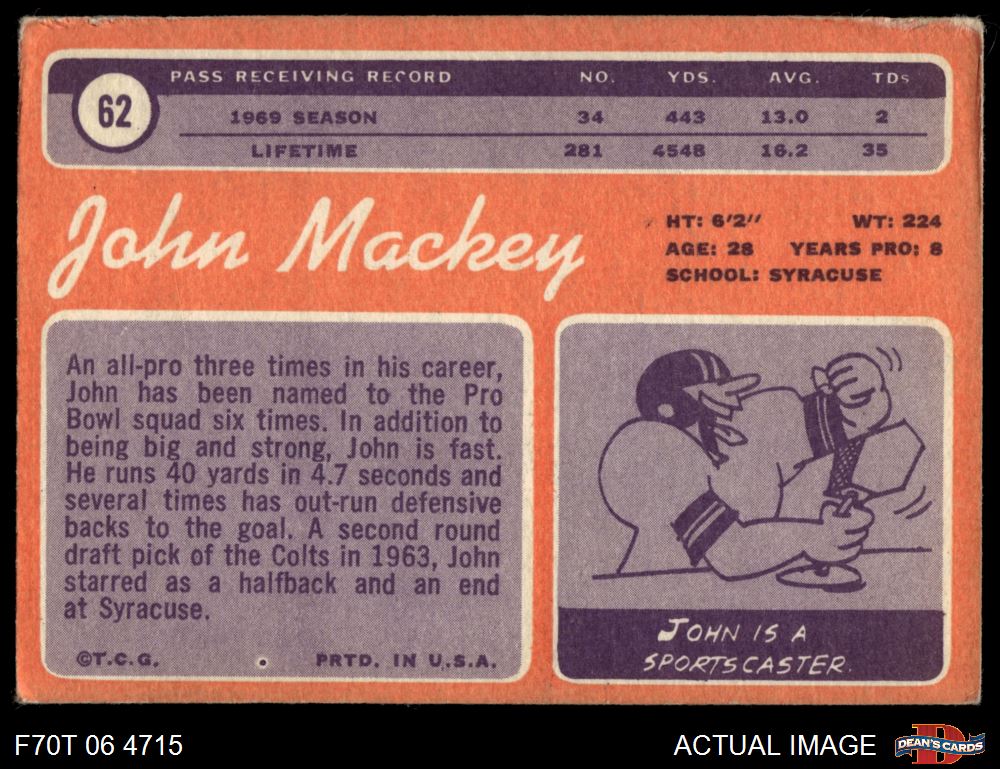 62
PASS RECEIVING RECORD NO. YDS. AVG. TDs
1969 SEASON 34 443 13.0 2
LIFETIME 281 4548 16.2 35
John Mackey
HT: 6'2" WT: 224
AGE: 28 YEARS PRO: 8
SCHOOL: SYRACUSE
An all-pro three times in his career,
John has been named to the Pro
Bowl squad six times. In addition to
being big and strong, John is fast.
He runs 40 yards in 4.7 seconds and
several times has out-run defensive
backs to the goal. A second round
draft pick of the Colts in 1963, John
starred as a halfback and an end
at Syracuse.
©T.C.G. PRTD. IN U.S.A.
JOHN IS A
SPORTSCASTER.
F70T 06 4715
ACTUAL IMAGE
DEAN'S CARDS